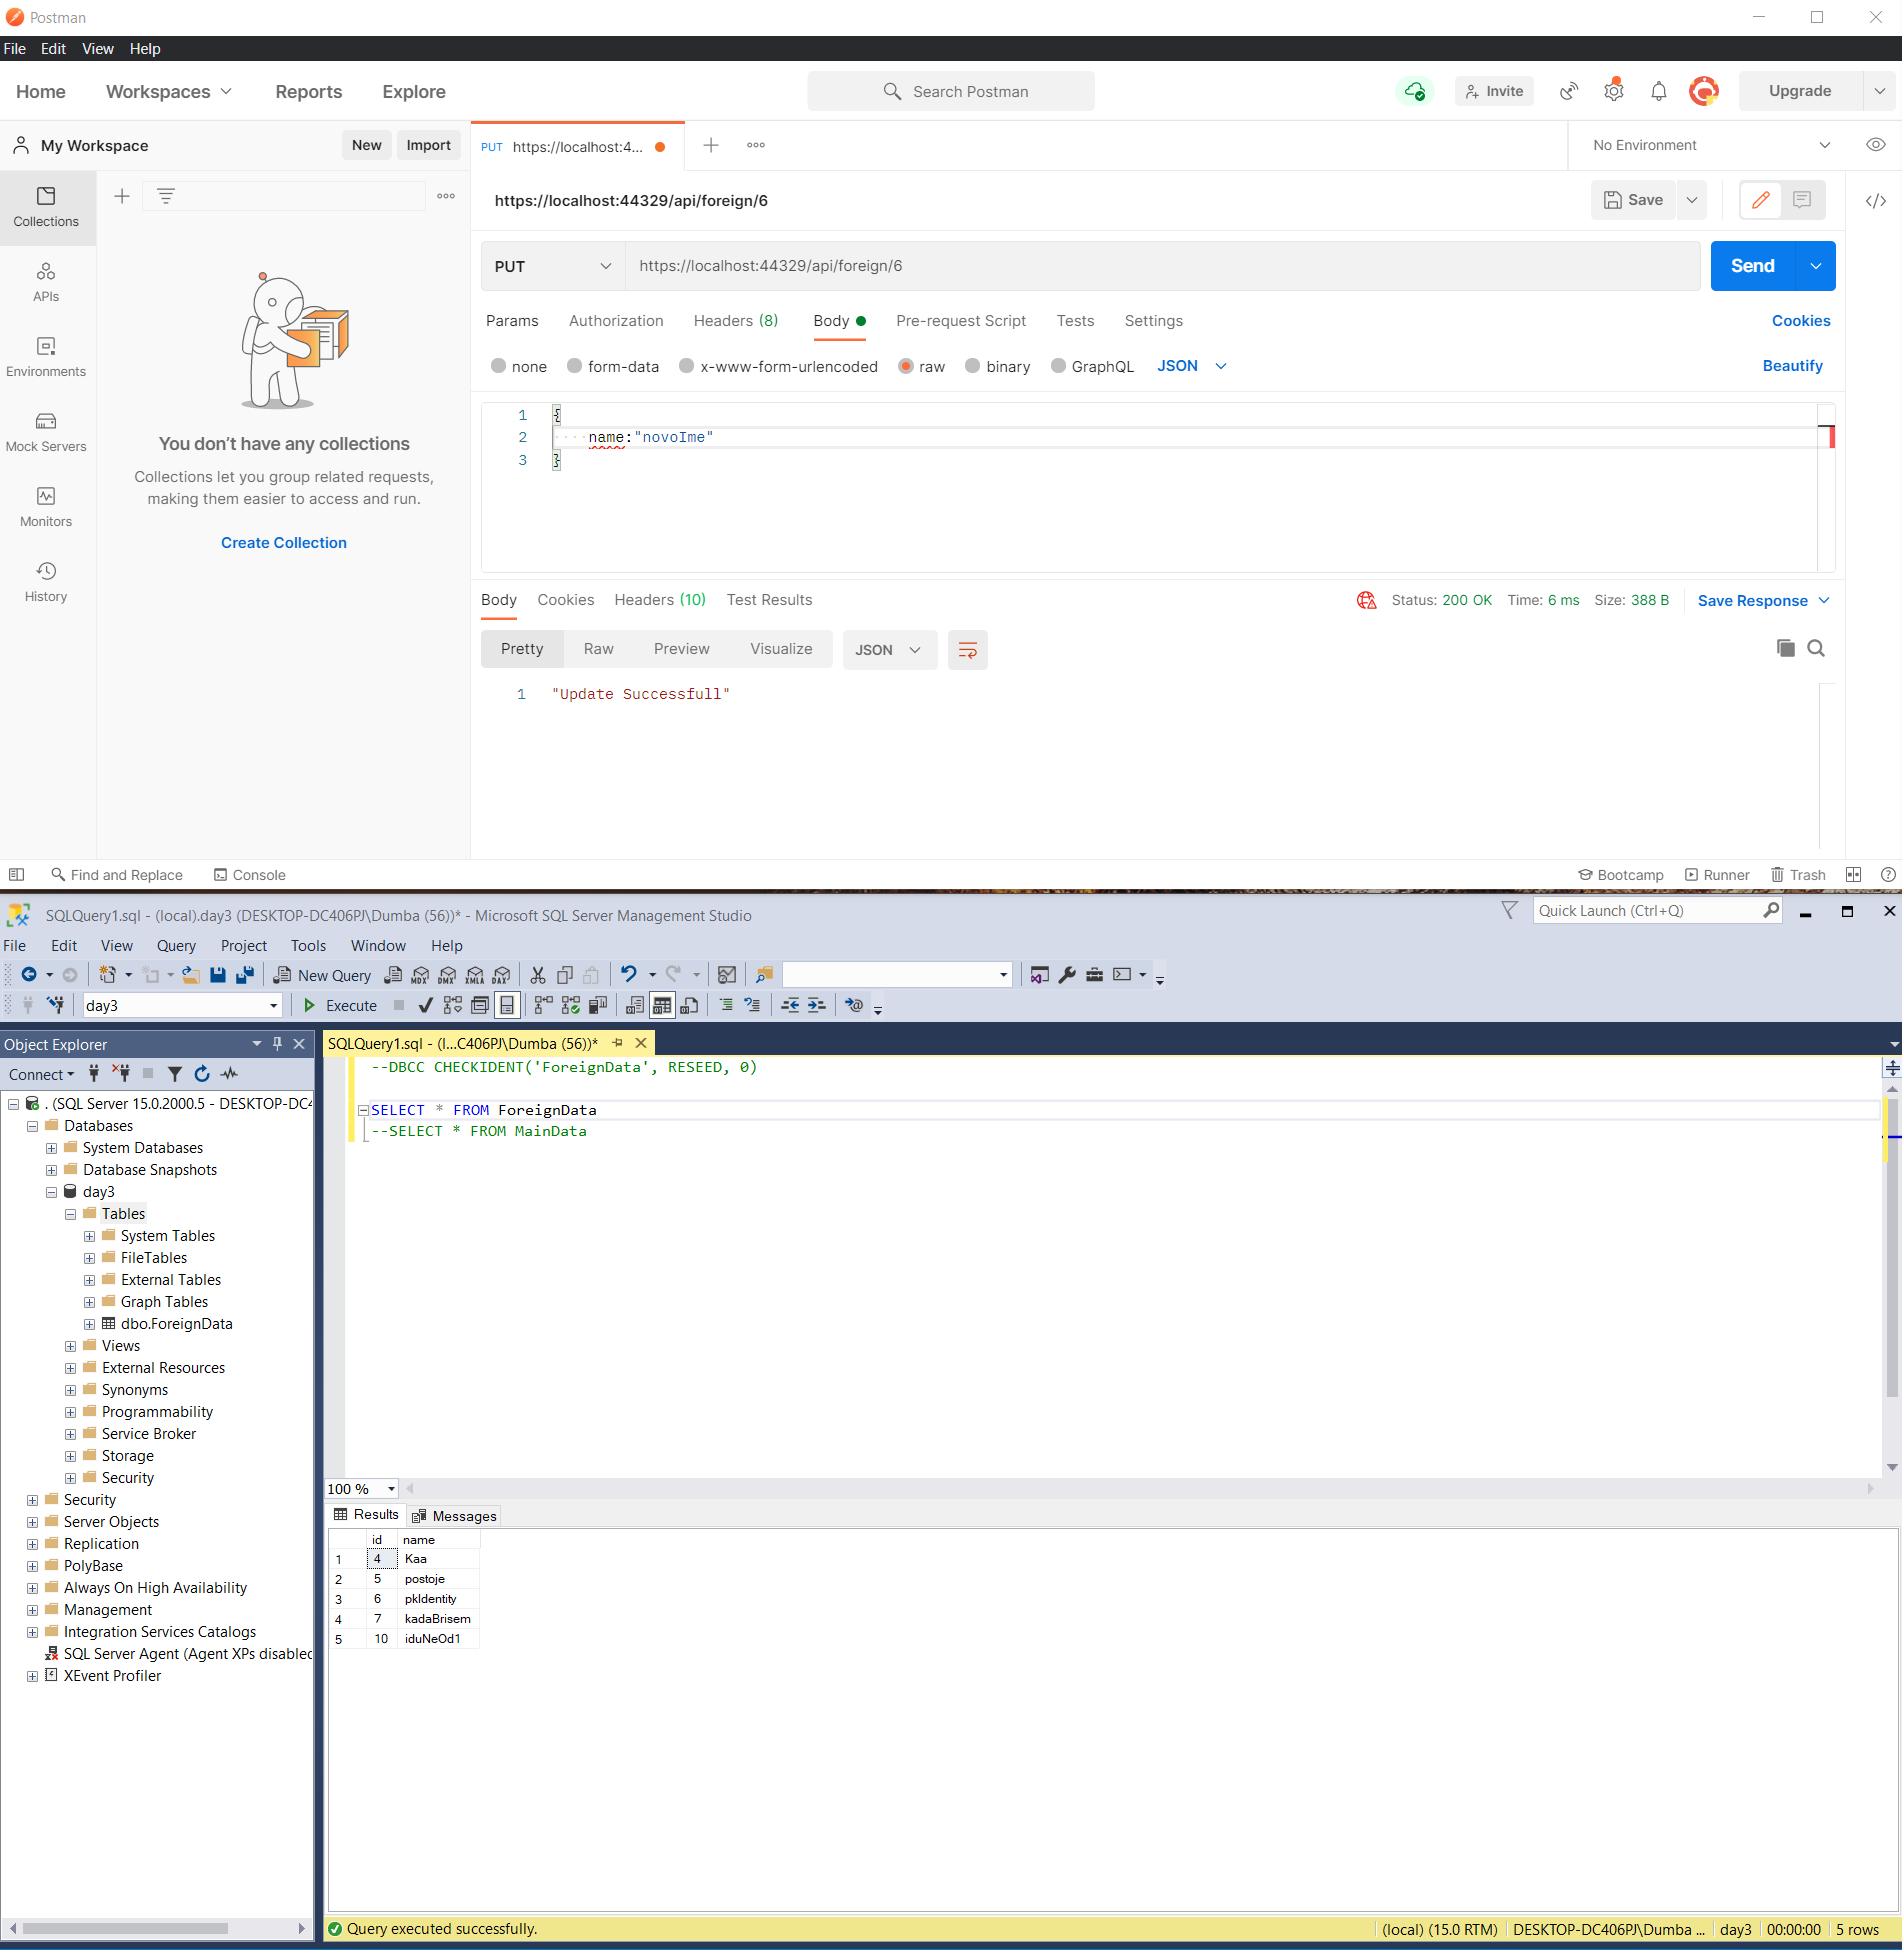 Postman
File Edit View Help
Home Workspaces Reports Explore Search Postman Invite Upgrade
My Workspace New Import PUT https://localhost:4... No Environment
https://localhost:44329/api/foreign/6 Save
Collections
PUT https://localhost:44329/api/foreign/6 Send
APIs
Params Authorization Headers (8) Body Pre-request Script Tests Settings Cookies
Environments
none form-data x-www-form-urlencoded raw binary GraphQL JSON Beautify
1 {
2 name:"novoIme"
3 }
Mock Servers
You don't have any collections
Collections let you group related requests,
making them easier to access and run.
Monitors
Create Collection
History
Body Cookies Headers (10) Test Results Status: 200 OK Time: 6 ms Size: 388 B Save Response
Pretty Raw Preview Visualize JSON
1 "Update Successfull"
Find and Replace Console Bootcamp Runner Trash
SQLQuery1.sql - (local).day3 (DESKTOP-DC406PJ\Dumba (56))* - Microsoft SQL Server Management Studio Quick Launch (Ctrl+Q)
File Edit View Query Project Tools Window Help
New Query MDX DMX XMLA DAX
day3 Execute
Object Explorer
Connect
. (SQL Server 15.0.2000.5 - DESKTOP-DC4
Databases
System Databases
Database Snapshots
day3
Tables
System Tables
FileTables
External Tables
Graph Tables
dbo.ForeignData
Views
External Resources
Synonyms
Programmability
Service Broker
Storage
Security
Security
Server Objects
Replication
PolyBase
Always On High Availability
Management
Integration Services Catalogs
SQL Server Agent (Agent XPs disabled
XEvent Profiler
SQLQuery1.sql - (l...C406PJ\Dumba (56))*
--DBCC CHECKIDENT('ForeignData', RESEED, 0)
SELECT * FROM ForeignData
--SELECT * FROM MainData
100 %
Results Messages
id name
1 4 Kaa
2 5 postoje
3 6 pkIdentity
4 7 kadaBrisem
5 10 iduNeOd1
Query executed successfully. (local) (15.0 RTM) DESKTOP-DC406PJ\Dumba ... day3 00:00:00 5 rows